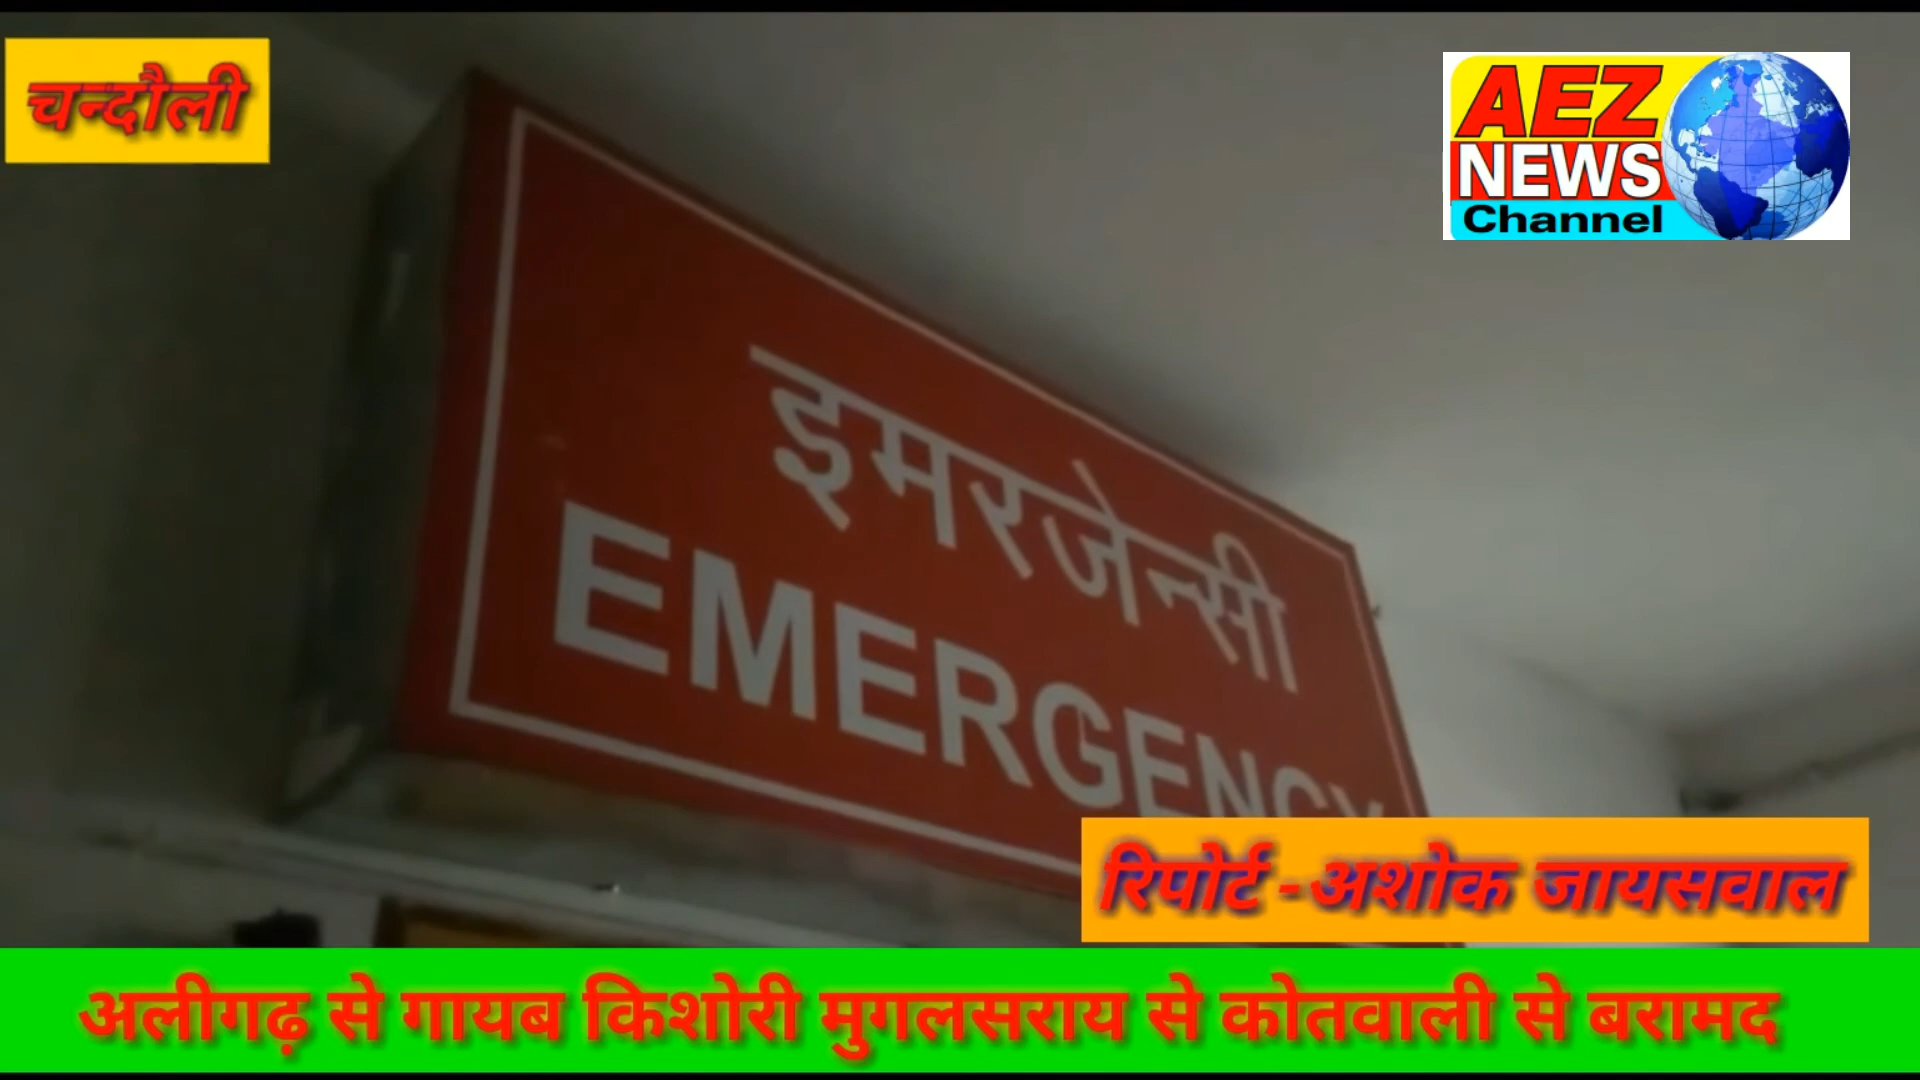 चन्दौली
AEZ
NEWS
Channel
इमरजेन्सी
EMERGENCY
रिपोर्ट -अशोक जायसवाल
अलीगढ़ से गायब किशोरी मुगलसराय से कोतवाली से बरामद